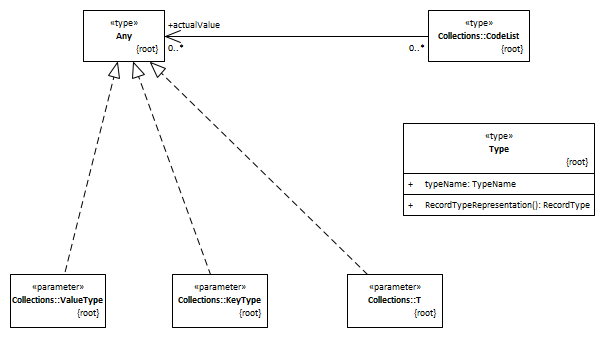 «type»
Any
{root}
+actualValue
0..*
0..*
«type»
Collections::CodeList
{root}
«type»
Type
{root}
+ typeName: TypeName
+ RecordTypeRepresentation(): RecordType
«parameter»
Collections::ValueType
{root}
«parameter»
Collections::KeyType
{root}
«parameter»
Collections::T
{root}